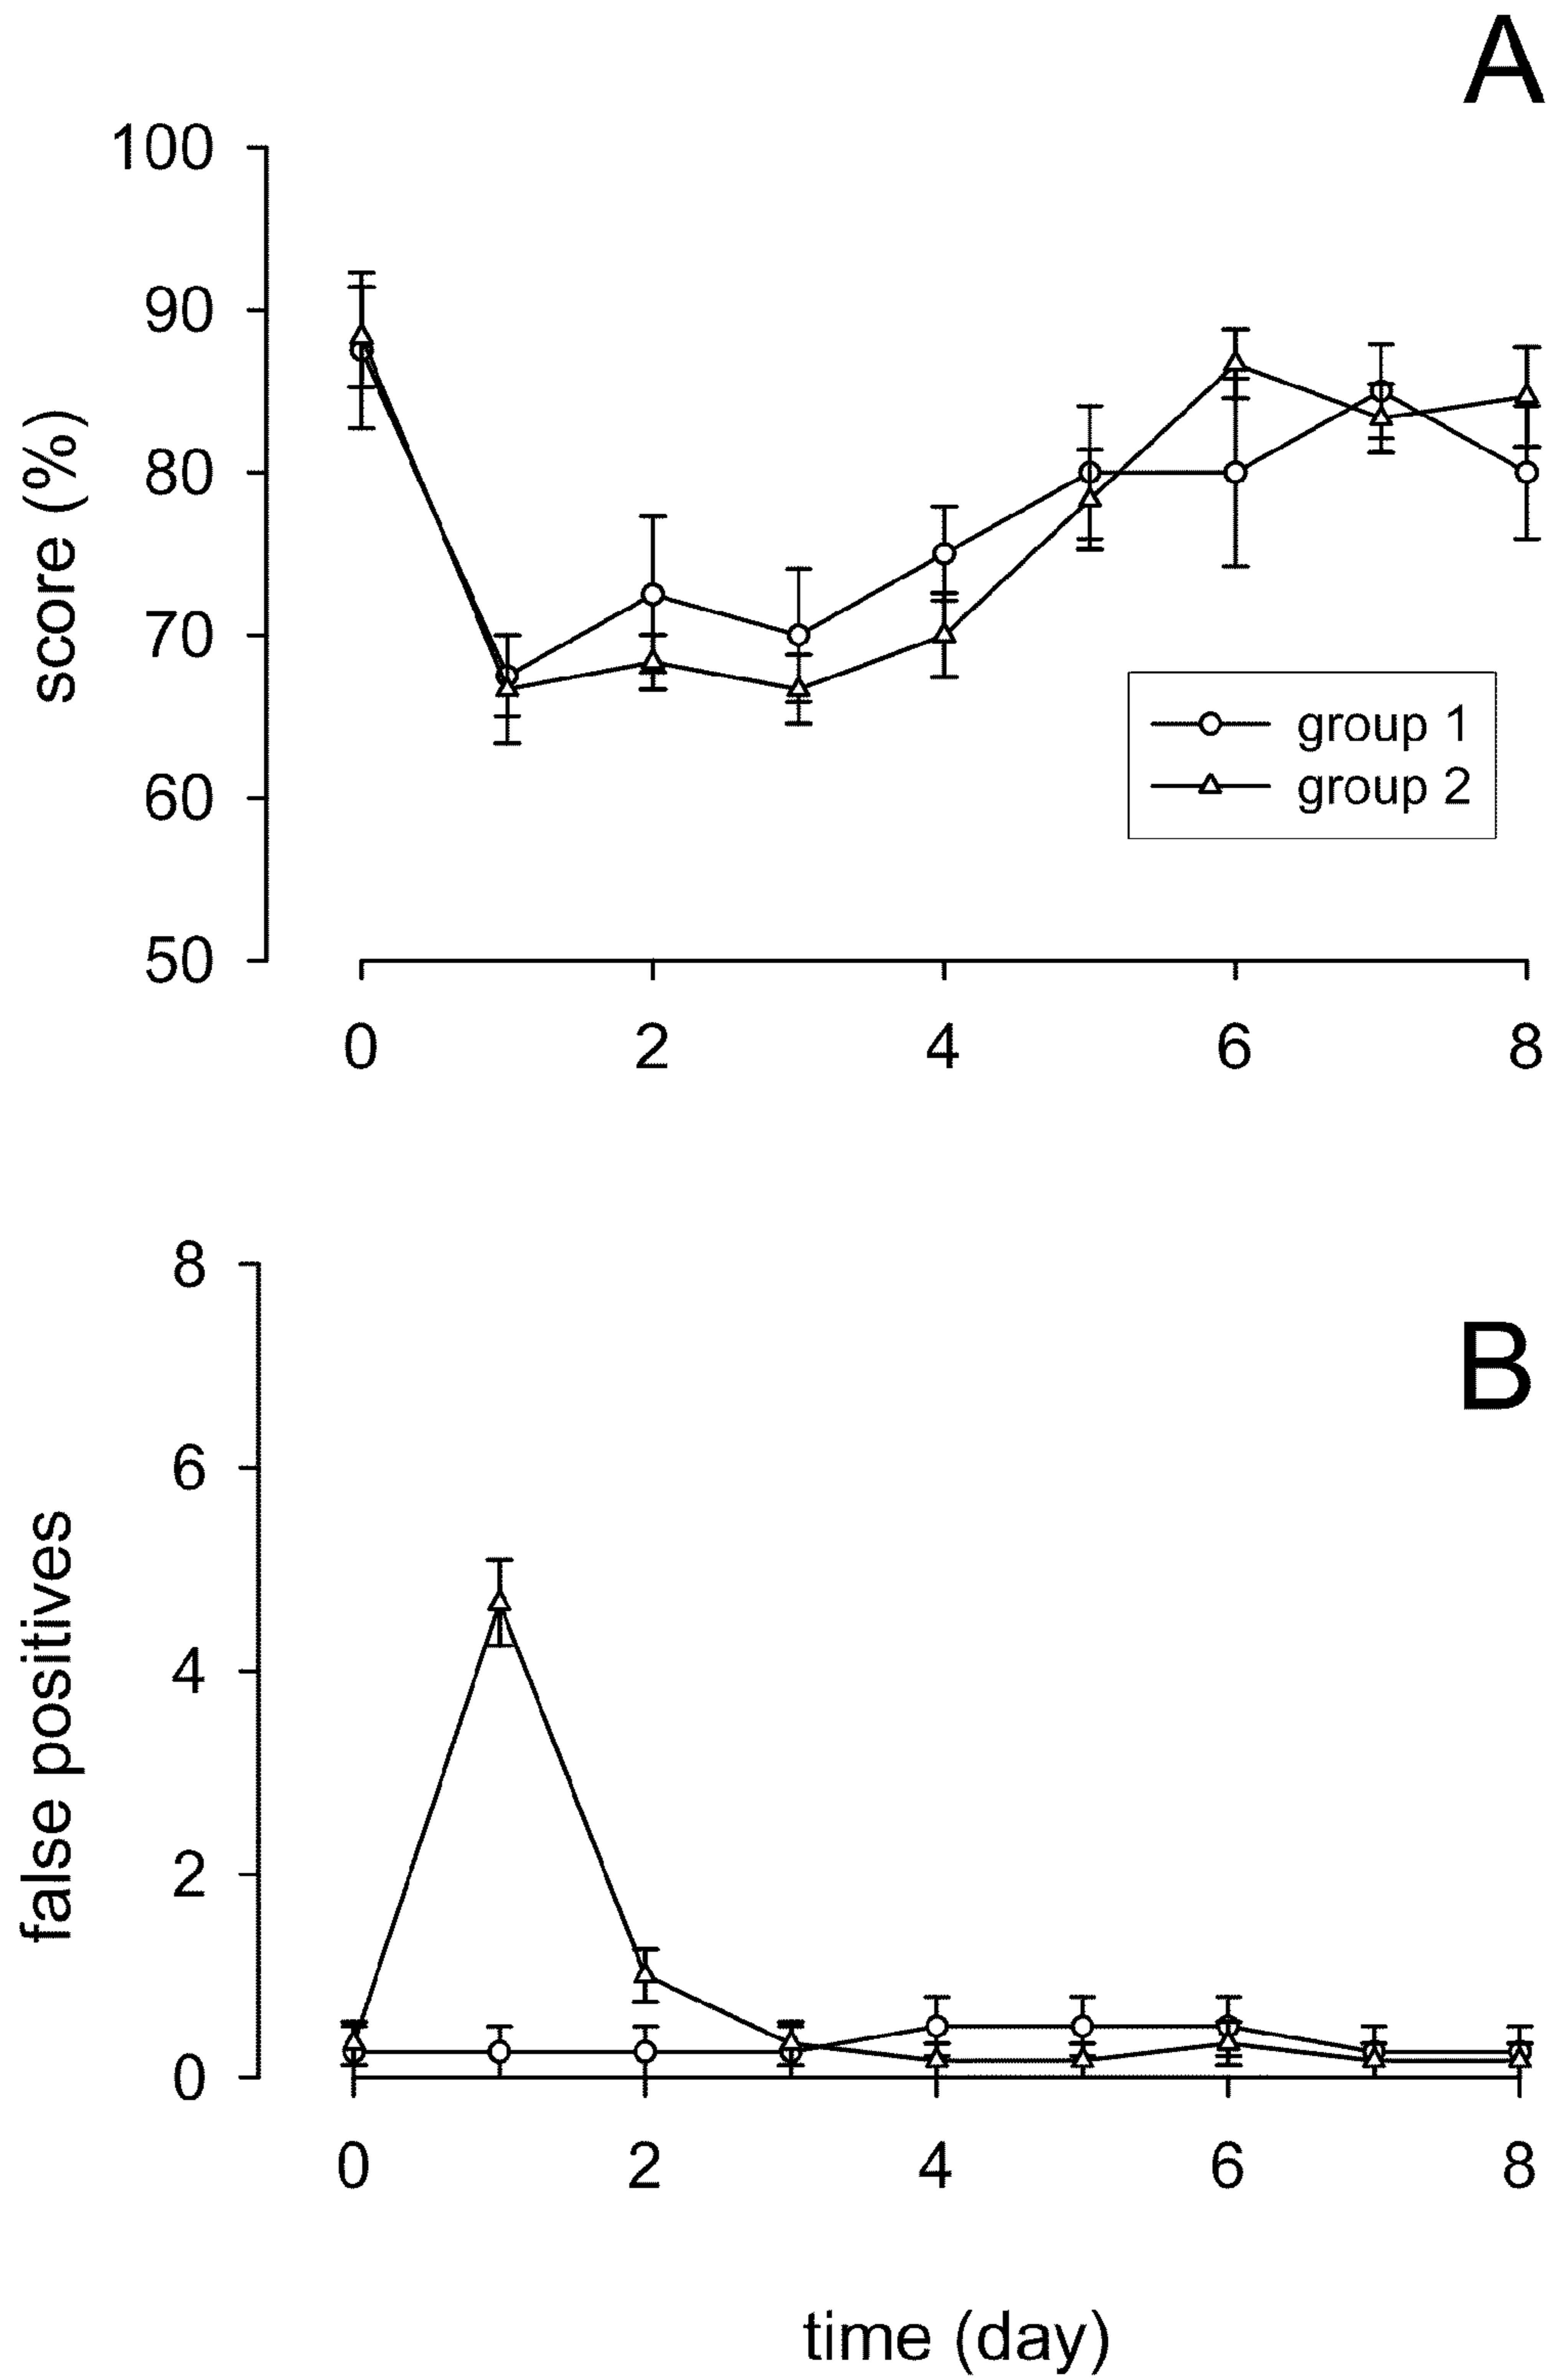 A
100
90
80
70
60
50
score (%)
group 1
group 2
0 2 4 6 8
B
8
6
4
2
0
false positives
0 2 4 6 8
time (day)